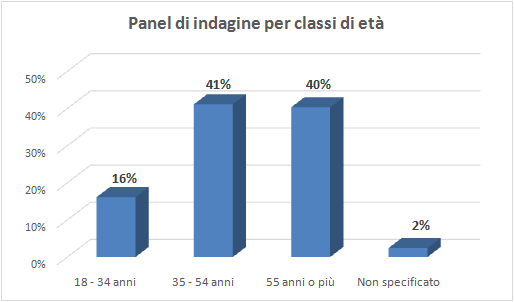 Panel di indagine per classi di età
50%
40%
30%
20%
10%
0%
16%
41%
40%
2%
18 - 34 anni
35 - 54 anni
55 anni o più
Non specificato